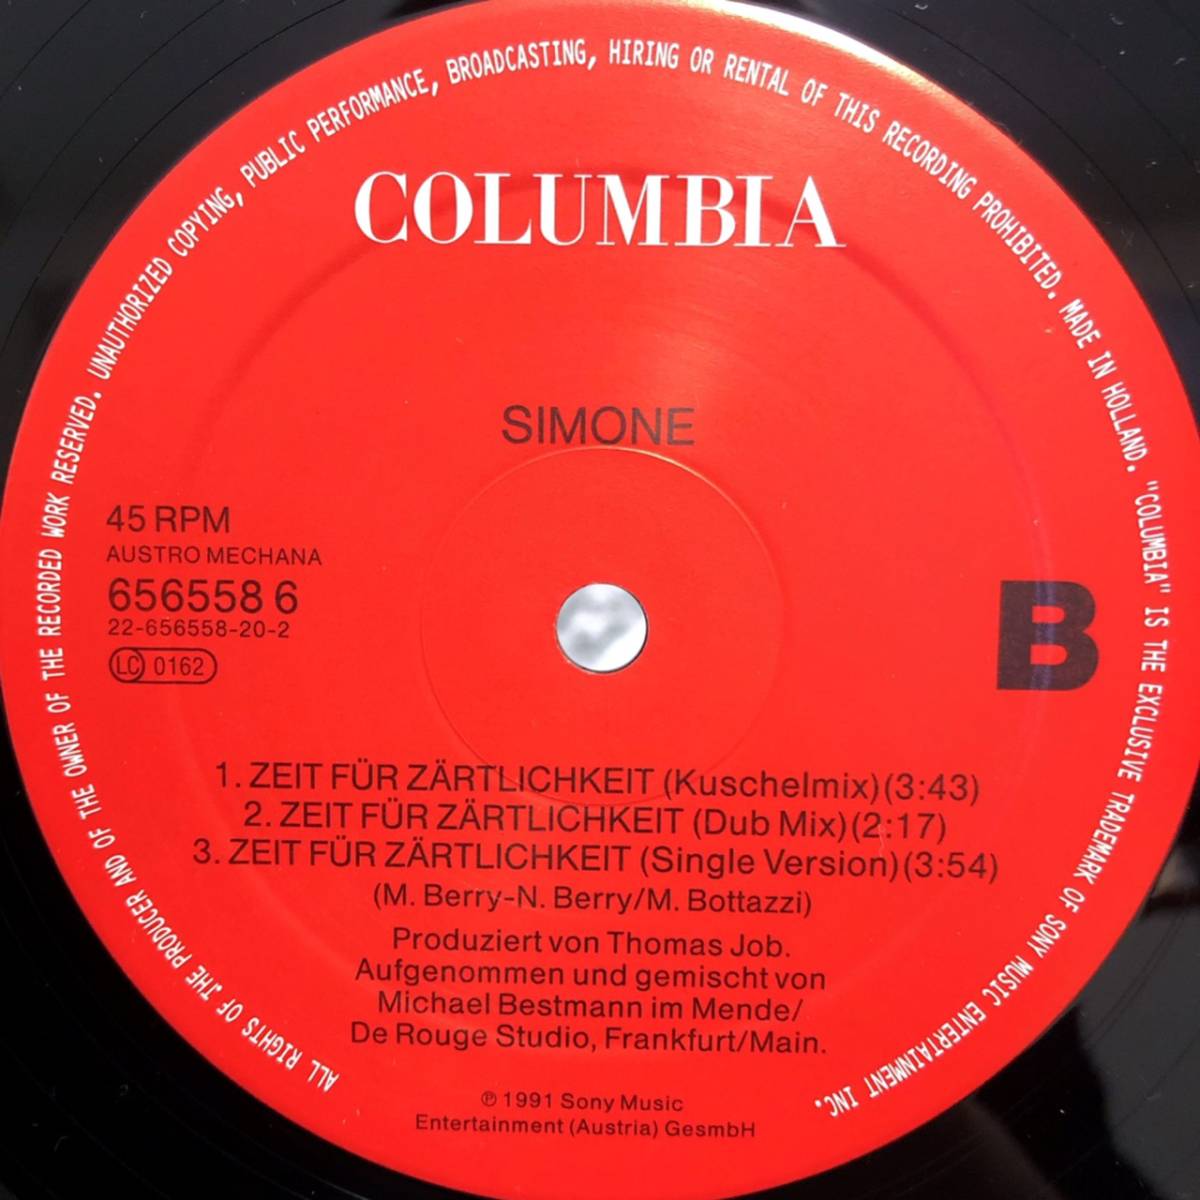 ALL RIGHTS OF THE PRODUCER AND OF THE OWNER OF THE RECORDED WORK RESERVED. UNAUTHORIZED COPYING, PUBLIC PERFORMANCE, BROADCASTING, HIRING OR RENTAL OF THIS RECORDING PROHIBITED. MADE IN HOLLAND. "COLUMBIA" IS THE EXCLUSIVE TRADEMARK OF SONY MUSIC ENTERTAINMENT INC.
COLUMBIA
SIMONE
45 RPM
AUSTRO MECHANA
656558 6
22-656558-20-2
LC 0162
B
1. ZEIT FÜR ZÄRTLICHKEIT (Kuschelmix)(3:43)
2. ZEIT FÜR ZÄRTLICHKEIT (Dub Mix)(2:17)
3. ZEIT FÜR ZÄRTLICHKEIT (Single Version)(3:54)
(M. Berry-N. Berry/M. Bottazzi)
Produziert von Thomas Job.
Aufgenommen und gemischt von
Michael Bestmann im Mende/
De Rouge Studio, Frankfurt/Main.
℗ 1991 Sony Music
Entertainment (Austria) GesmbH